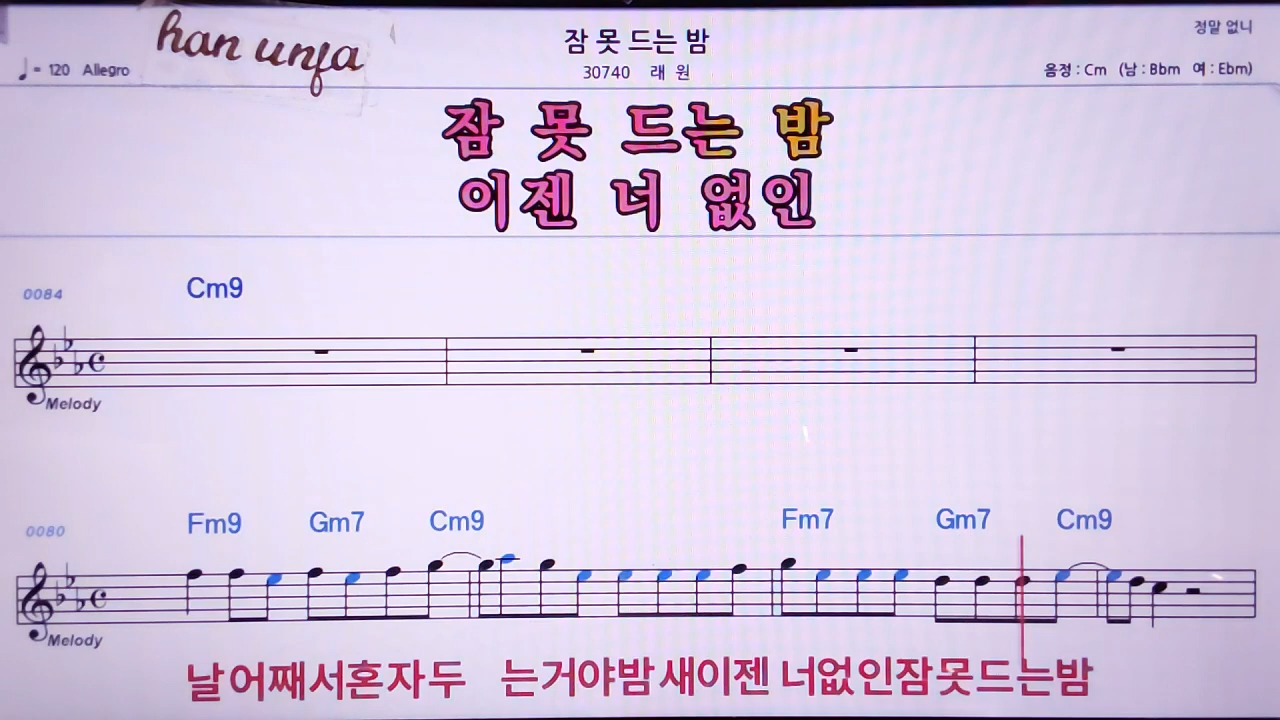 han unfa
잠 못 드는 밤
정말 없니
♩= 120 Allegro
30740 래 원
음정 : Cm (남 : Bbm 여 : Ebm)
잠 못 드는 밤
이젠 너 없인
0084
Cm9
Melody
0080
Fm9 Gm7 Cm9 Fm7 Gm7 Cm9
Melody
날어째서혼자두 는거야밤새이젠 너없인잠못드는밤